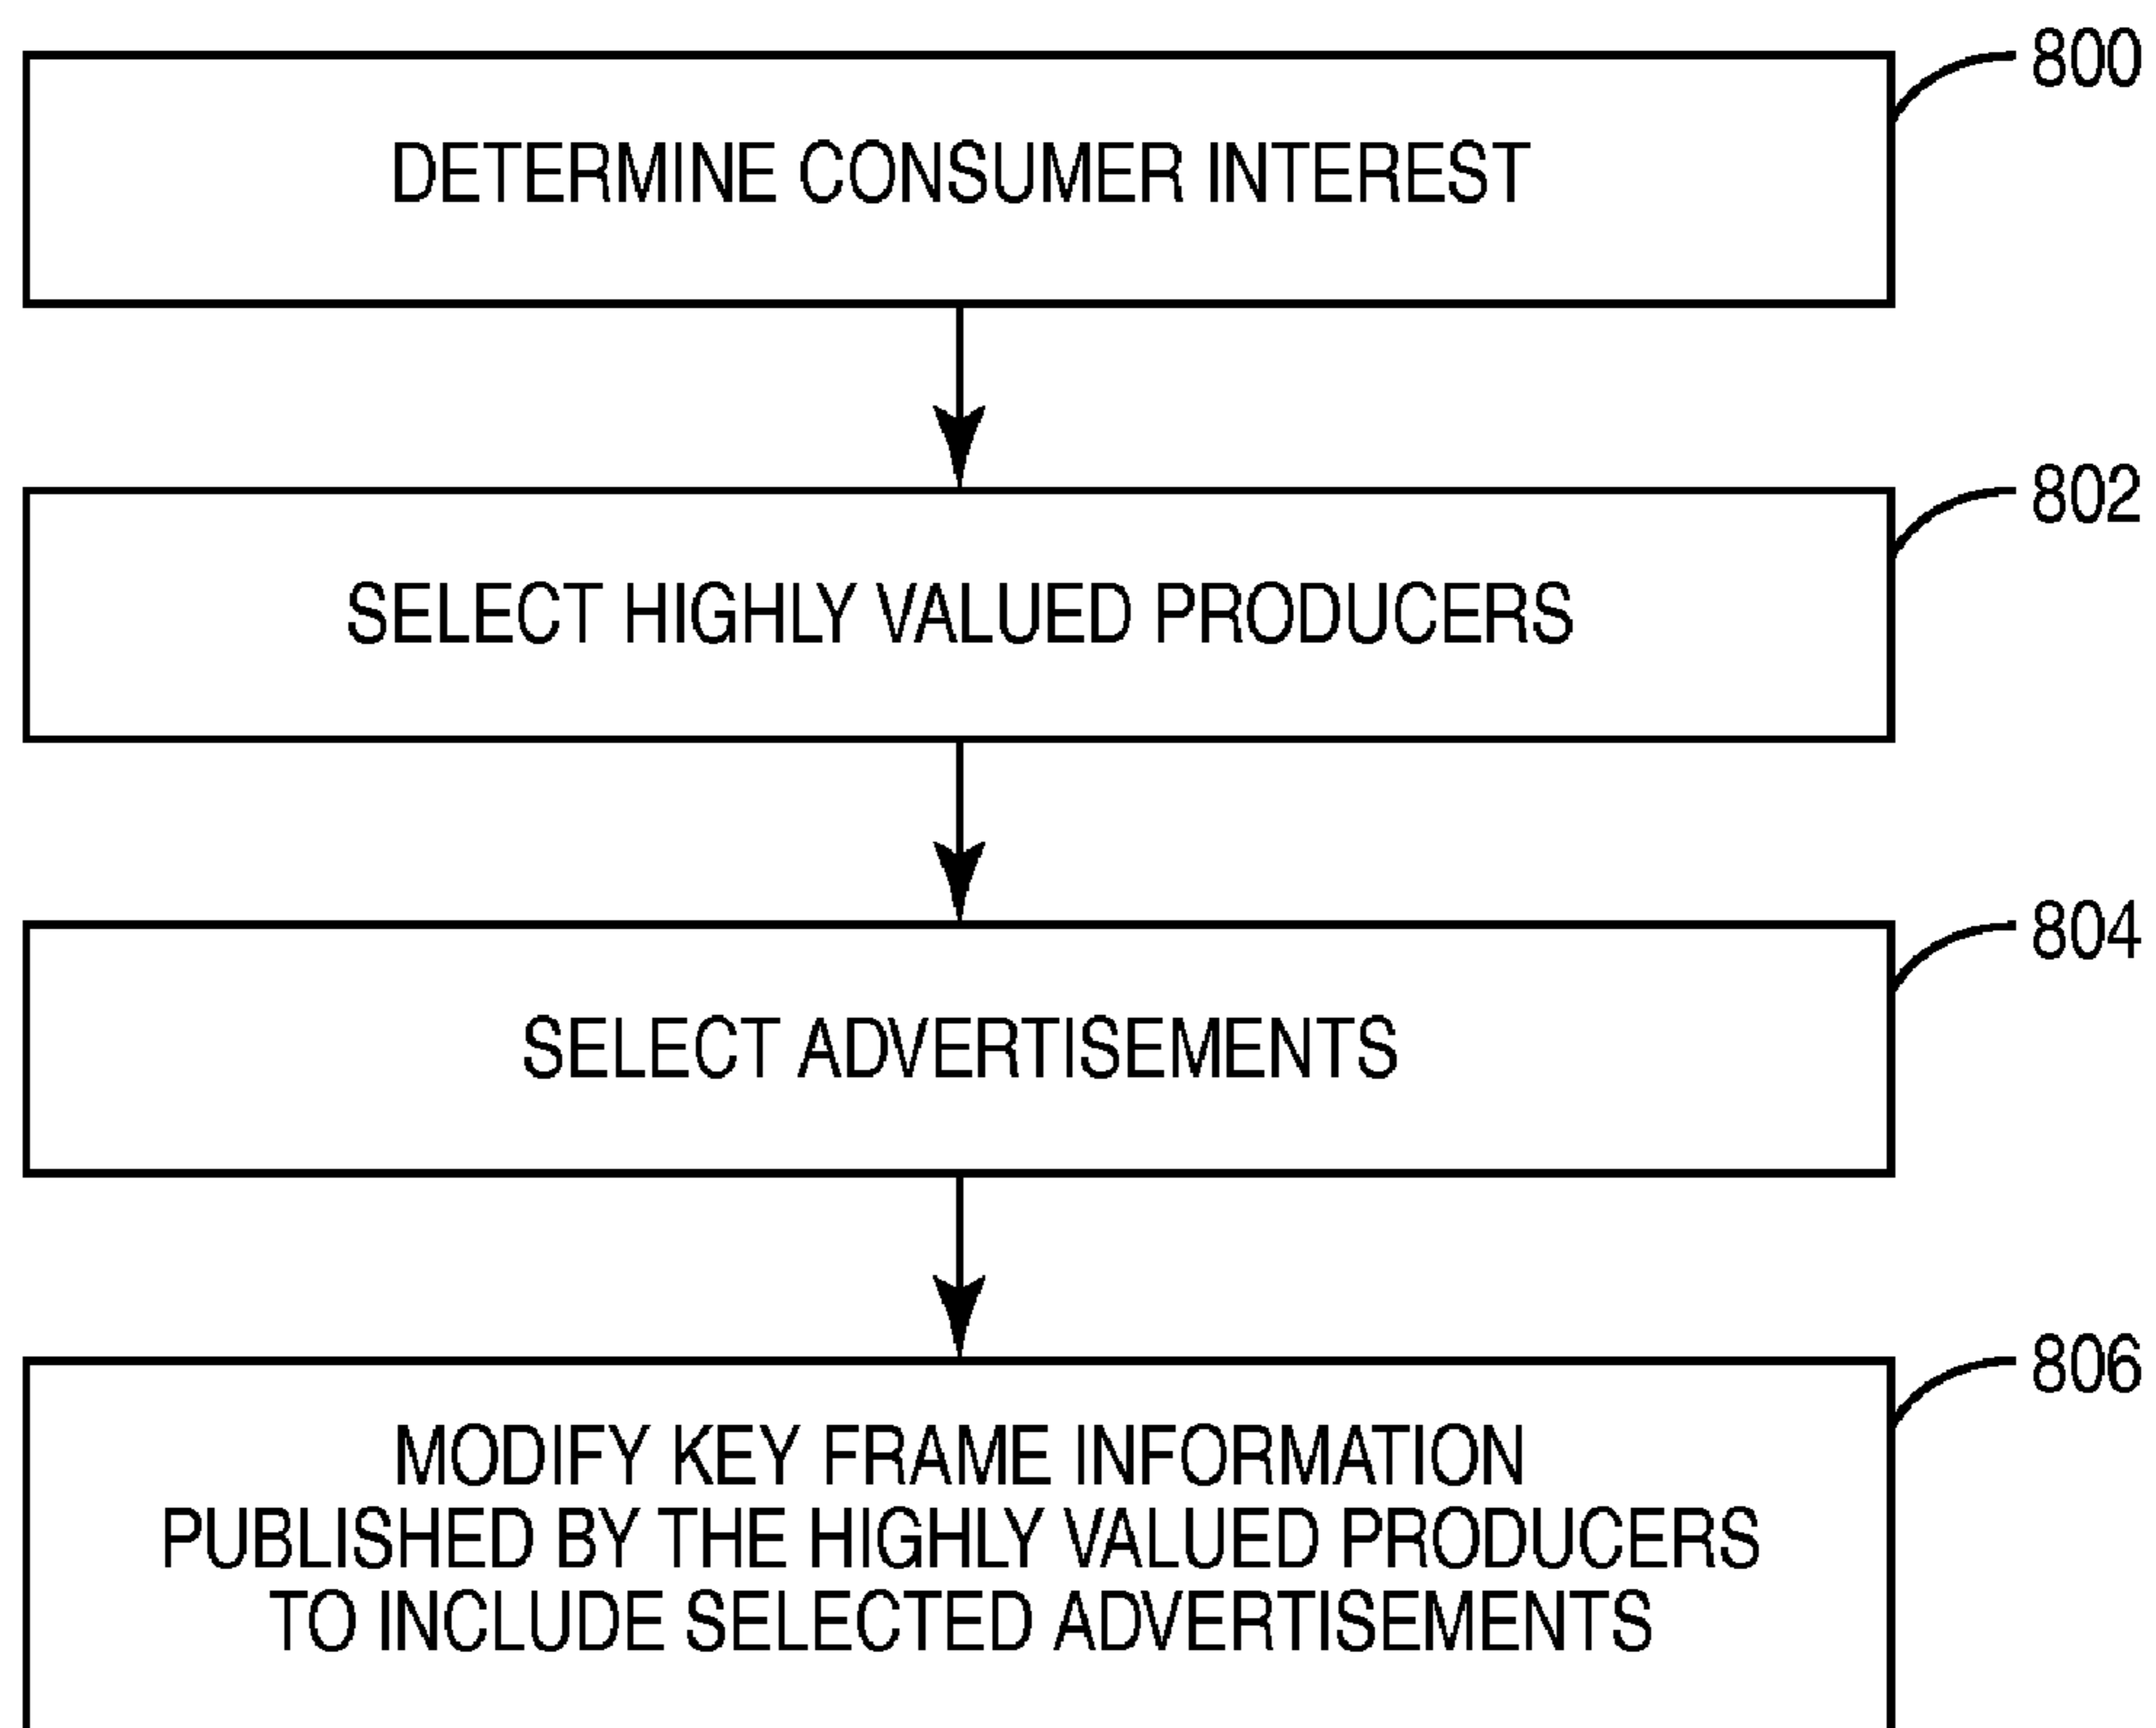 800
DETERMINE CONSUMER INTEREST
802
SELECT HIGHLY VALUED PRODUCERS
804
SELECT ADVERTISEMENTS
806
MODIFY KEY FRAME INFORMATION
PUBLISHED BY THE HIGHLY VALUED PRODUCERS
TO INCLUDE SELECTED ADVERTISEMENTS